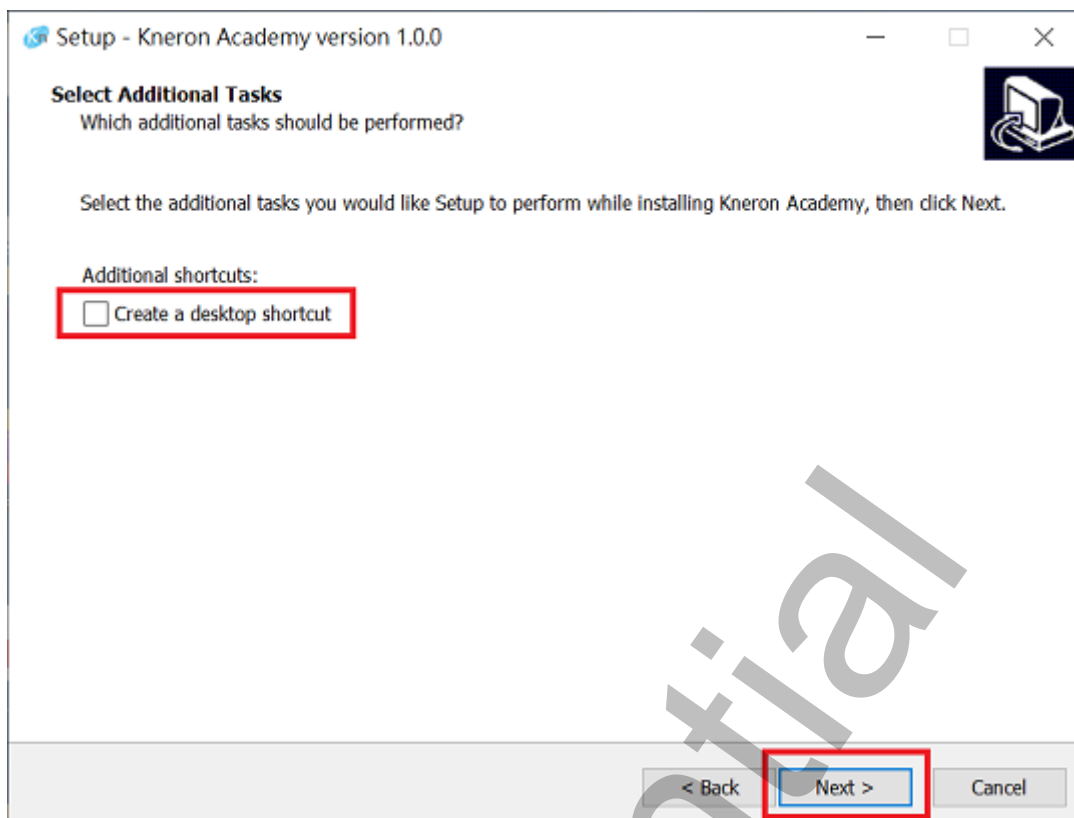 Setup - Kneron Academy version 1.0.0
Select Additional Tasks
Which additional tasks should be performed?
Select the additional tasks you would like Setup to perform while installing Kneron Academy, then click Next.
Additional shortcuts:
Create a desktop shortcut
ntial
< Back Next > Cancel